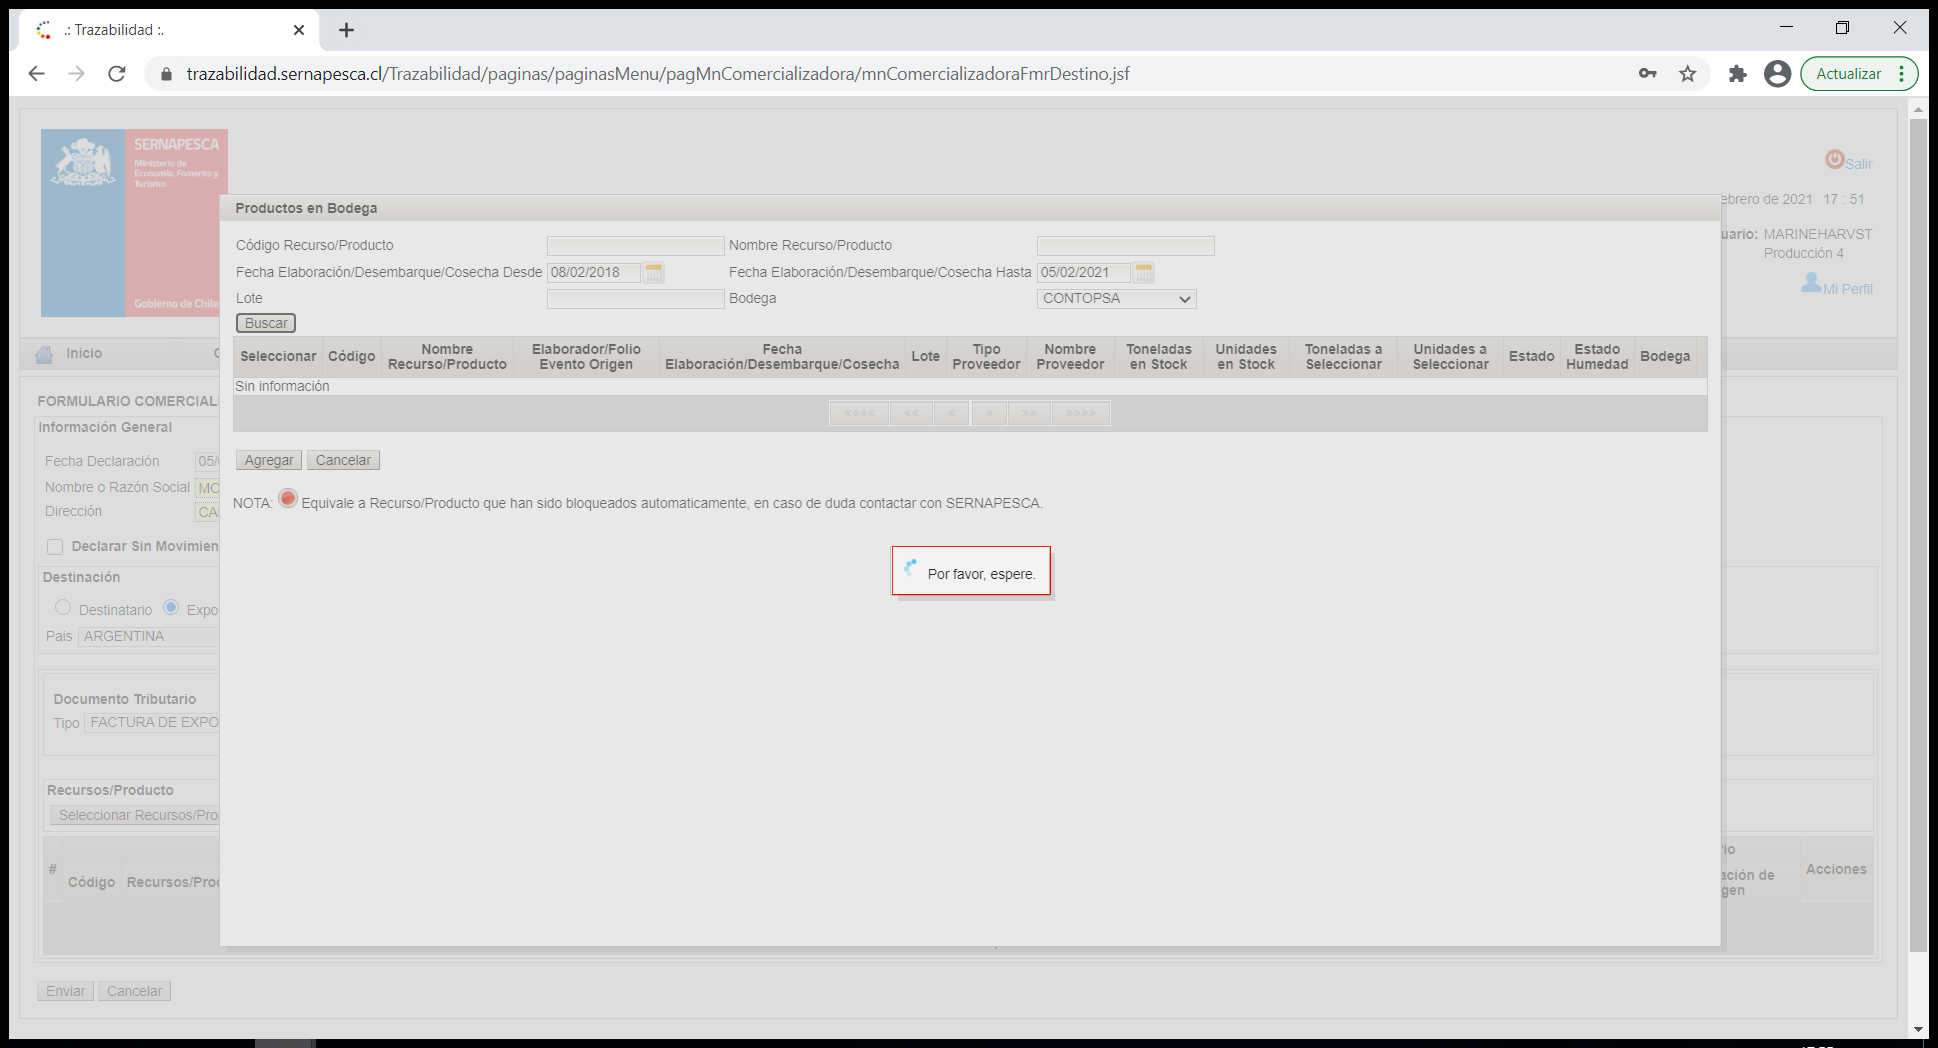 .: Trazabilidad :.
trazabilidad.sernapesca.cl/Trazabilidad/paginas/paginasMenu/pagMnComercializadora/mnComercializadoraFmrDestino.jsf
Actualizar
SERNAPESCA
Ministerio de
Economía, Fomento y
Turismo
Gobierno de Chile
Salir
ebrero de 2021 17 : 51
uario: MARINEHARVST
Producción 4
Mi Perfil
Inicio
Productos en Bodega
Código Recurso/Producto
Nombre Recurso/Producto
Fecha Elaboración/Desembarque/Cosecha Desde 08/02/2018
Fecha Elaboración/Desembarque/Cosecha Hasta 05/02/2021
Lote
Bodega CONTOPSA
Buscar
Seleccionar Código Nombre Recurso/Producto Elaborador/Folio Evento Origen Fecha Elaboración/Desembarque/Cosecha Lote Tipo Proveedor Nombre Proveedor Toneladas en Stock Unidades en Stock Toneladas a Seleccionar Unidades a Seleccionar Estado Estado Humedad Bodega
Sin información
«««« «« « » »» »»»»
Agregar Cancelar
NOTA: Equivale a Recurso/Producto que han sido bloqueados automaticamente, en caso de duda contactar con SERNAPESCA.
Por favor, espere.
FORMULARIO COMERCIAL
Información General
Fecha Declaración 05/
Nombre o Razón Social MO
Dirección CA
Declarar Sin Movimien
Destinación
Destinatario Expo
Pais ARGENTINA
Documento Tributario
Tipo FACTURA DE EXPO
Recursos/Producto
Seleccionar Recursos/Pro
# Código Recursos/Prod
rio
ación de
gen
Acciones
Enviar Cancelar